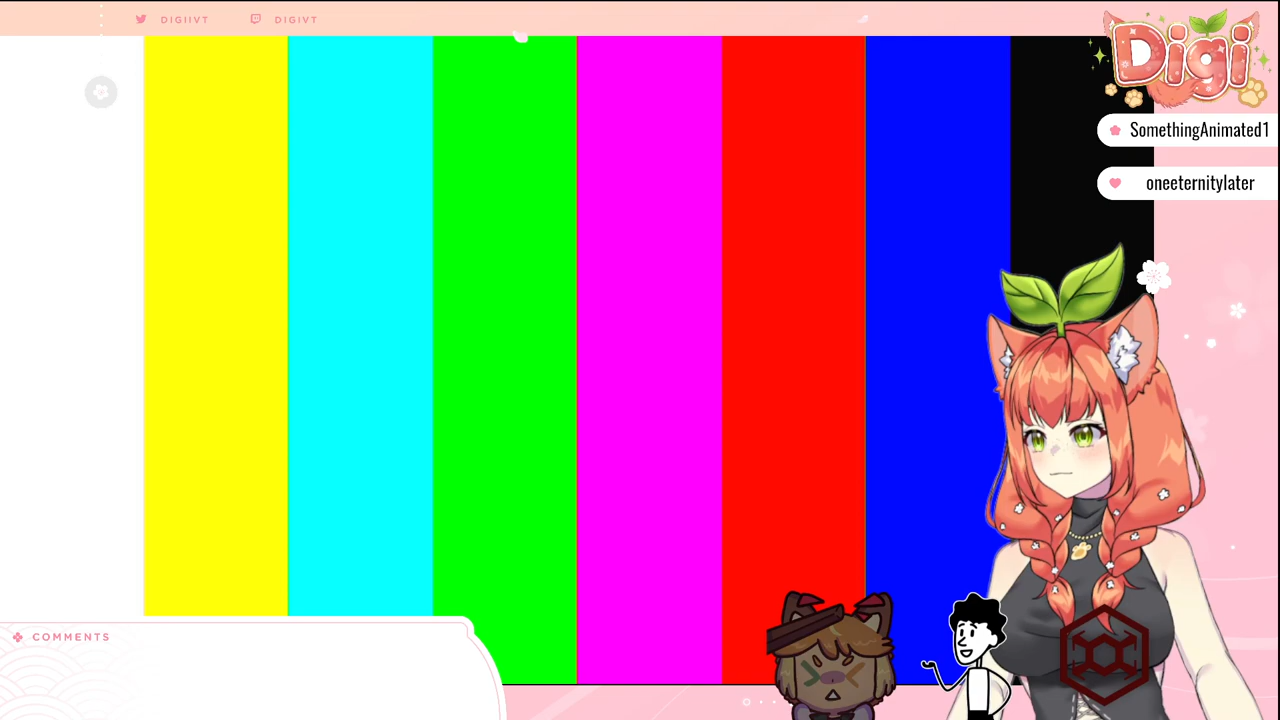 DIGIIVT
DIGIVT
Digi
SomethingAnimated1
oneeternitylater
COMMENTS